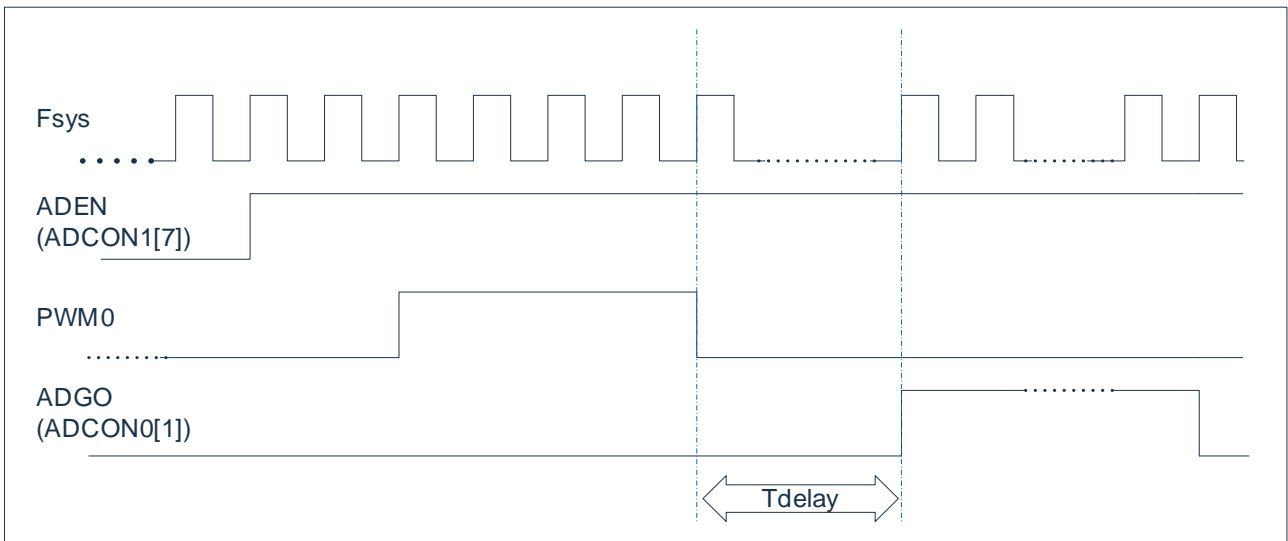 Fsys
ADEN
(ADCON1[7])
PWM0
ADGO
(ADCON0[1])
Tdelay